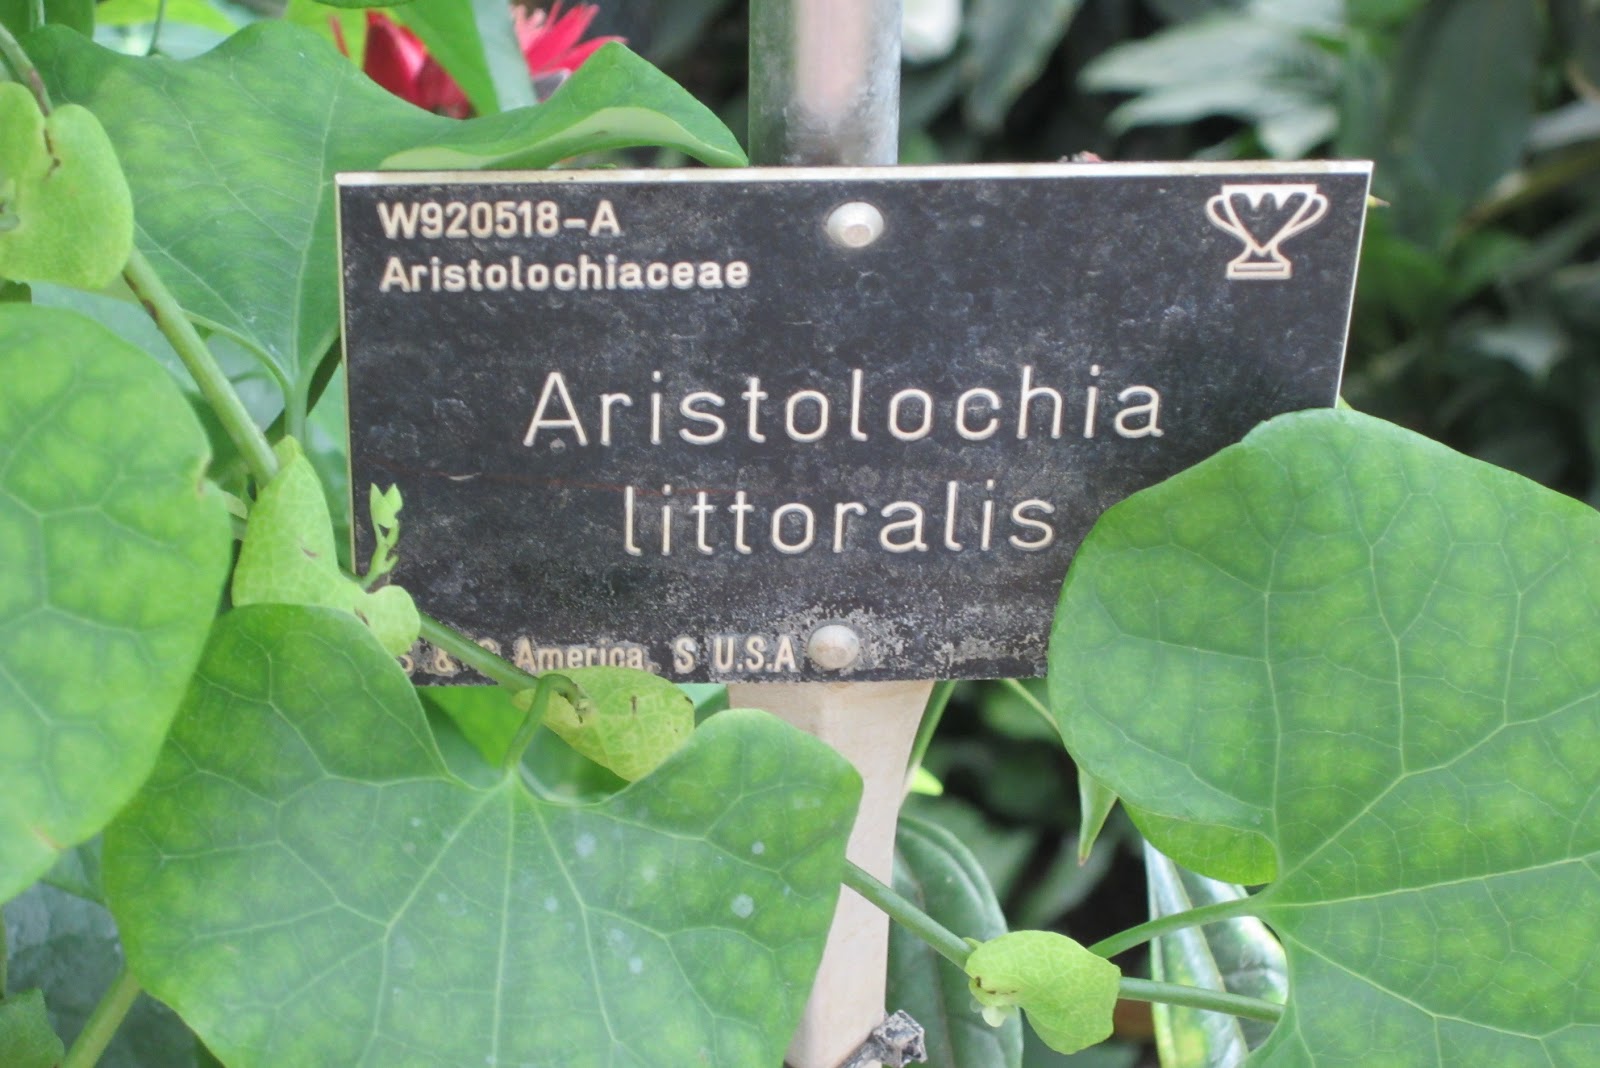 W920518-A
Aristolochiaceae
Aristolochia
littoralis
& America, S U.S.A